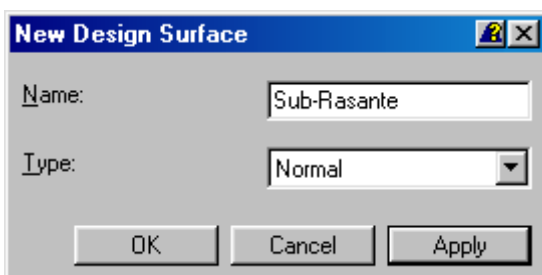 New Design Surface
Name: Sub-Rasante
Type: Normal
OK Cancel Apply